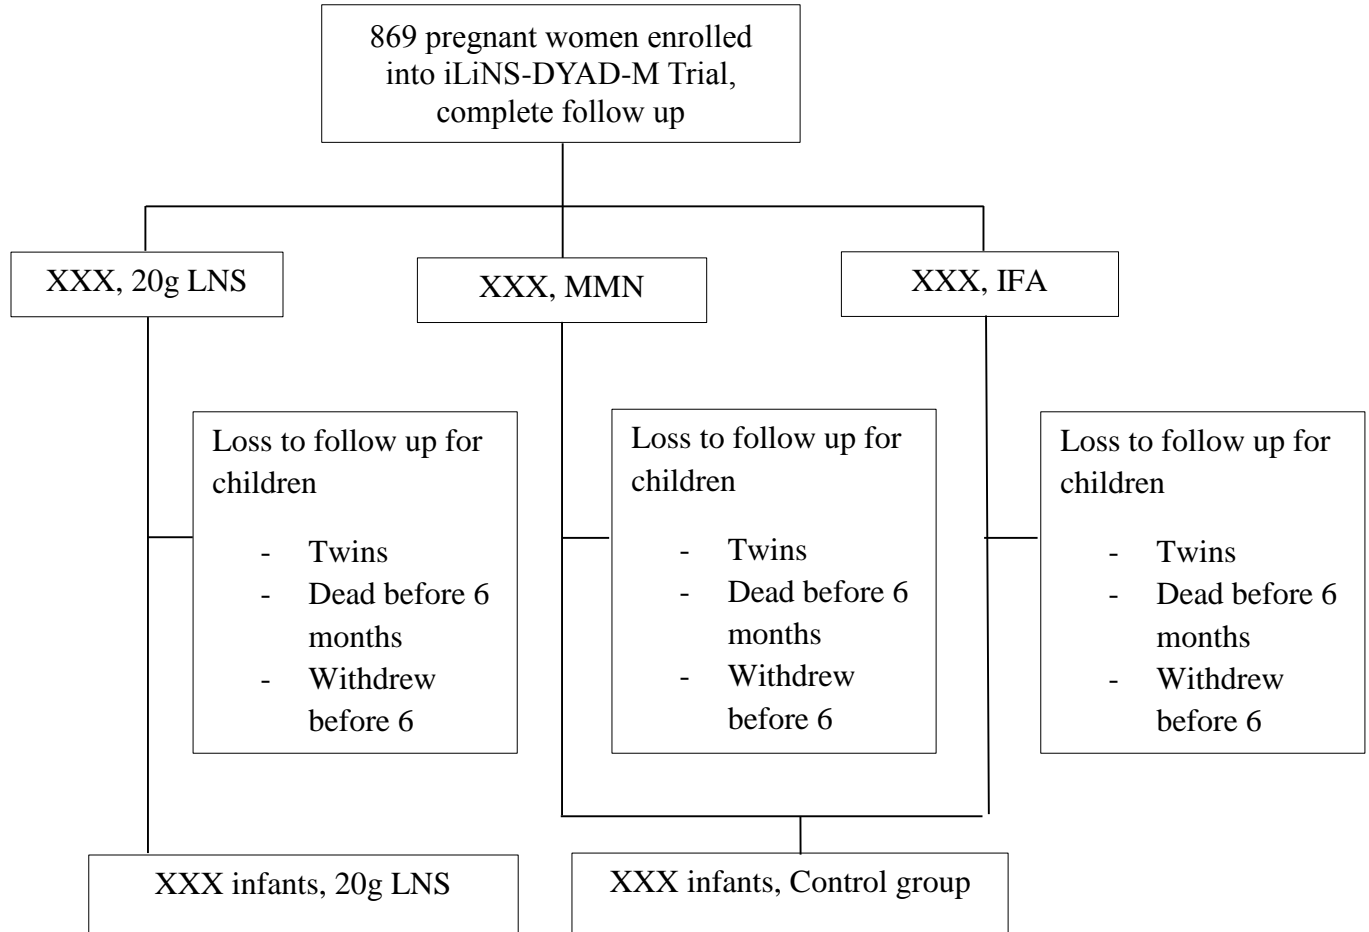 869 pregnant women enrolled
into iLiNS-DYAD-M Trial,
complete follow up
XXX, 20g LNS
XXX, MMN
XXX, IFA
Loss to follow up for
children
- Twins
- Dead before 6
months
- Withdrew
before 6
Loss to follow up for
children
- Twins
- Dead before 6
months
- Withdrew
before 6
Loss to follow up for
children
- Twins
- Dead before 6
months
- Withdrew
before 6
XXX infants, 20g LNS
XXX infants, Control group